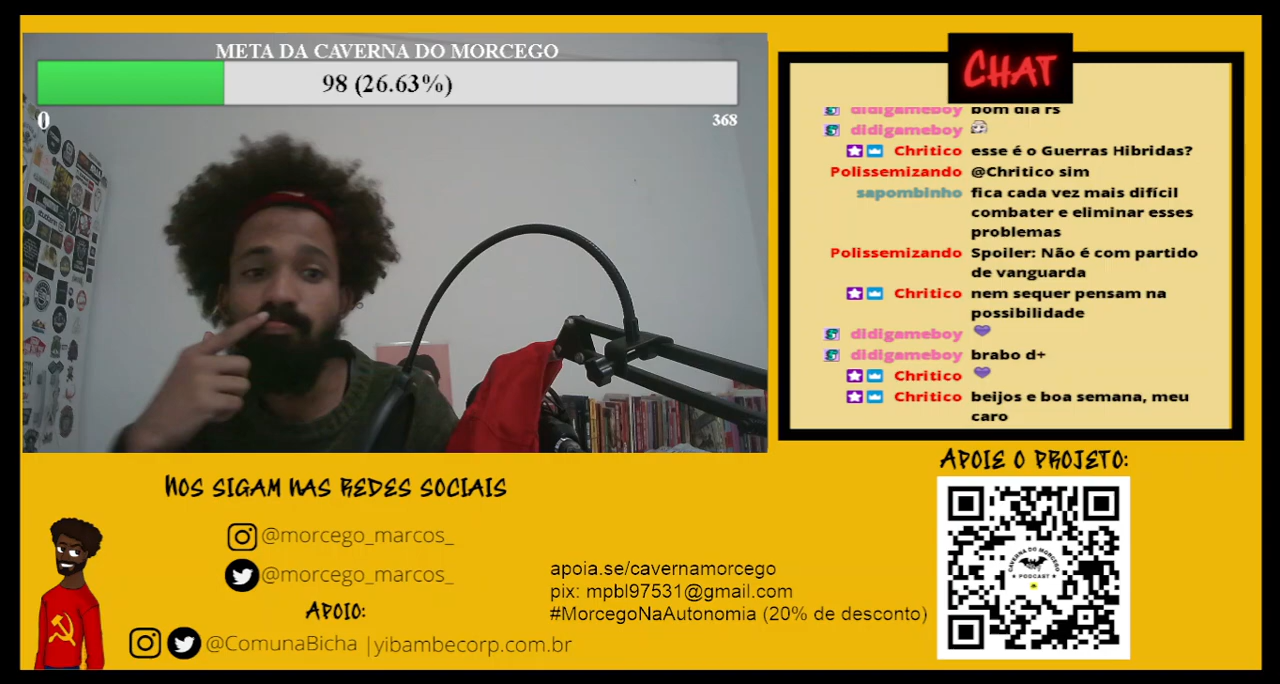 META DA CAVERNA DO MORCEGO
98 (26.63%)
0
368
CHAT
didigameboy bom dia rs
didigameboy
Chritico esse é o Guerras Hibridas?
Polissemizando @Chritico sim
sapombinho fica cada vez mais difícil
combater e eliminar esses
problemas
Polissemizando Spoiler: Não é com partido
de vanguarda
Chritico nem sequer pensam na
possibilidade
didigameboy
didigameboy brabo d+
Chritico
Chritico beijos e boa semana, meu
caro
NOS SIGAM NAS REDES SOCIAIS
@morcego_marcos_
@morcego_marcos_
APOIO:
@ComunaBicha |yibambecorp.com.br
apoia.se/cavernamorcego
pix: mpbl97531@gmail.com
#MorcegoNaAutonomia (20% de desconto)
APOIE O PROJETO:
CAVERNA DO MORCEGO
PODCAST